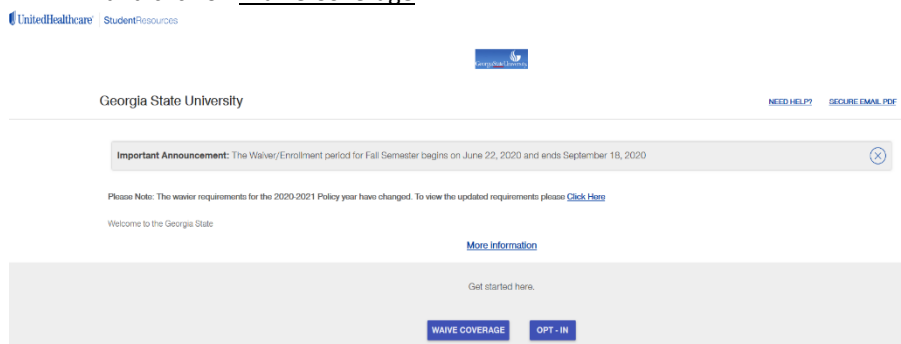 UnitedHealthcare StudentResources
GeorgiaStateUniversity
Georgia State University
NEED HELP? SECURE EMAIL PDF
Important Announcement: The Waiver/Enrollment period for Fall Semester begins on June 22, 2020 and ends September 18, 2020
Please Note: The wavier requirements for the 2020-2021 Policy year have changed. To view the updated requirements please Click Here
Welcome to the Georgia State
More information
Get started here.
WAIVE COVERAGE OPT - IN